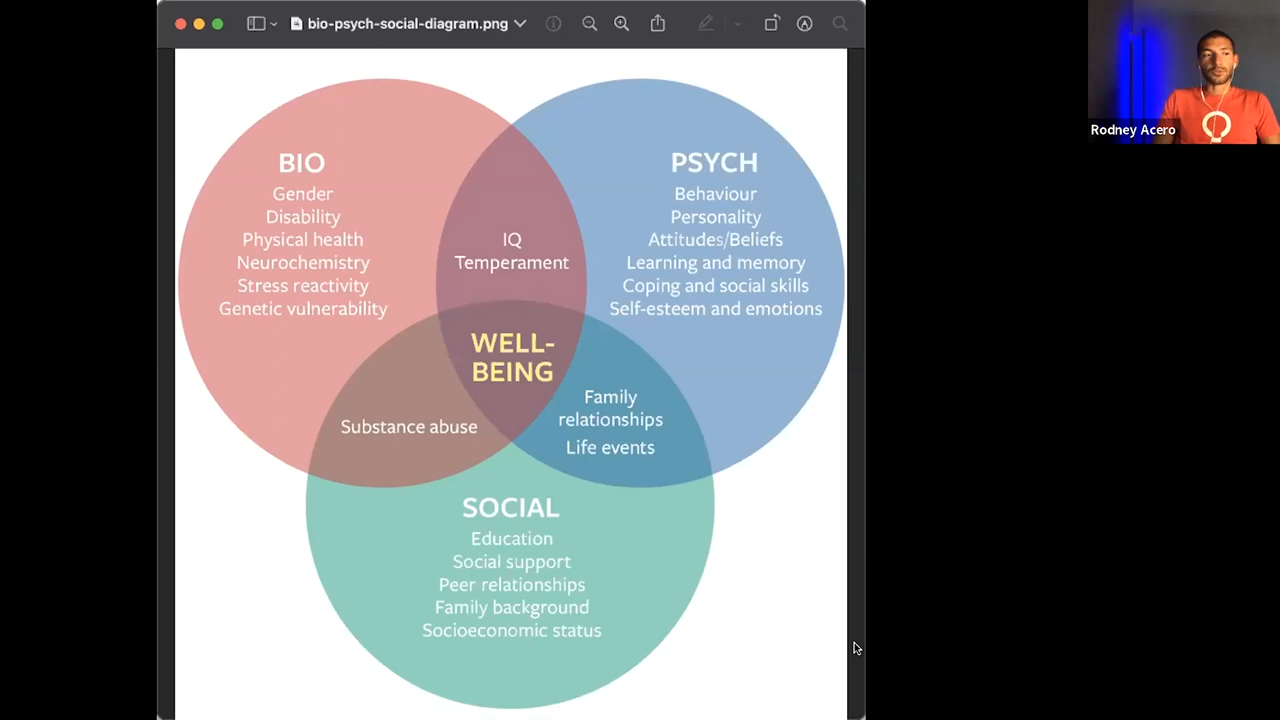 bio-psych-social-diagram.png
Rodney Acero
BIO
Gender
Disability
Physical health
Neurochemistry
Stress reactivity
Genetic vulnerability
IQ
Temperament
PSYCH
Behaviour
Personality
Attitudes/Beliefs
Learning and memory
Coping and social skills
Self-esteem and emotions
WELL-
BEING
Substance abuse
Family
relationships
Life events
SOCIAL
Education
Social support
Peer relationships
Family background
Socioeconomic status